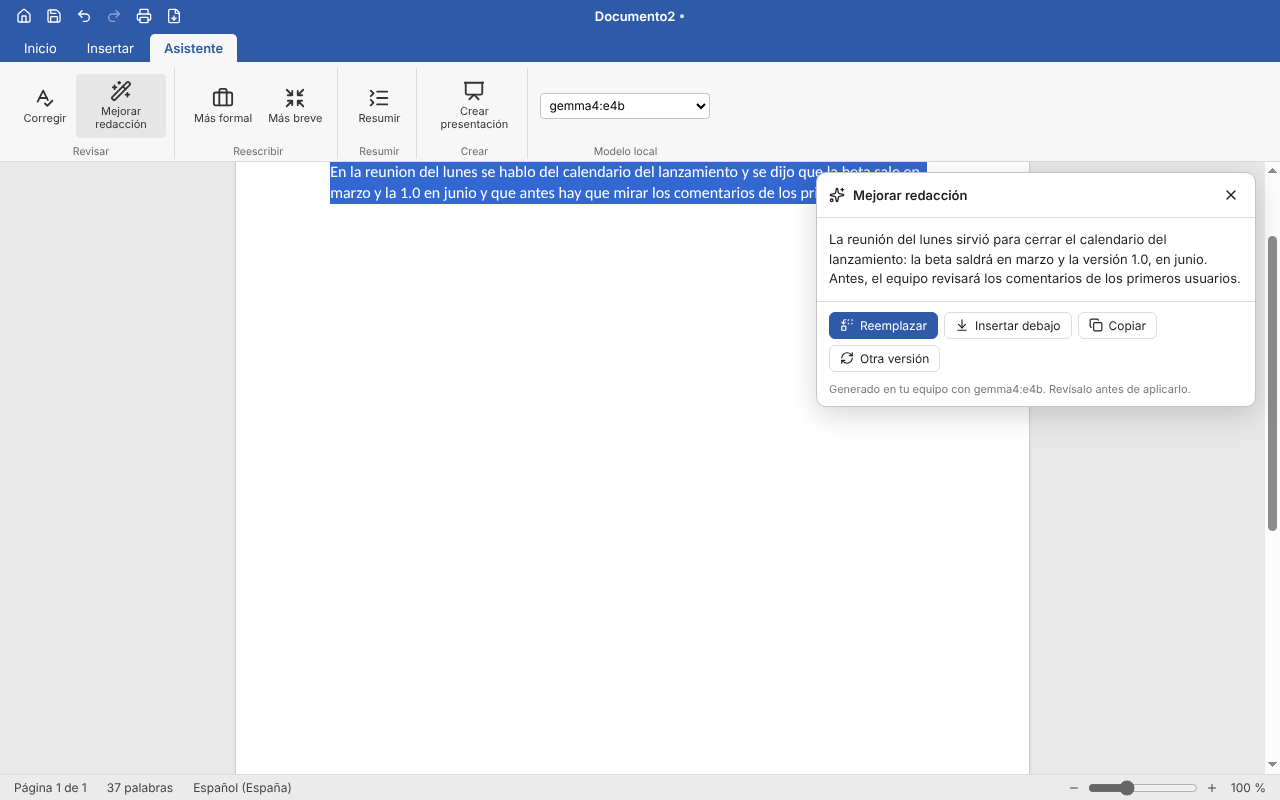 Documento2 •
Inicio
Insertar
Asistente
Corregir
Mejorar
redacción
Más formal
Más breve
Resumir
Crear
presentación
gemma4:e4b
Revisar
Reescribir
Resumir
Crear
Modelo local
En la reunion del lunes se hablo del calendario del lanzamiento y se dijo que la beta sale en
marzo y la 1.0 en junio y que antes hay que mirar los comentarios de los
Mejorar redacción
La reunión del lunes sirvió para cerrar el calendario del
lanzamiento: la beta saldrá en marzo y la versión 1.0, en junio.
Antes, el equipo revisará los comentarios de los primeros usuarios.
Reemplazar
Insertar debajo
Copiar
Otra versión
Generado en tu equipo con gemma4:e4b. Revísalo antes de aplicarlo.
Página 1 de 1
37 palabras
Español (España)
100 %